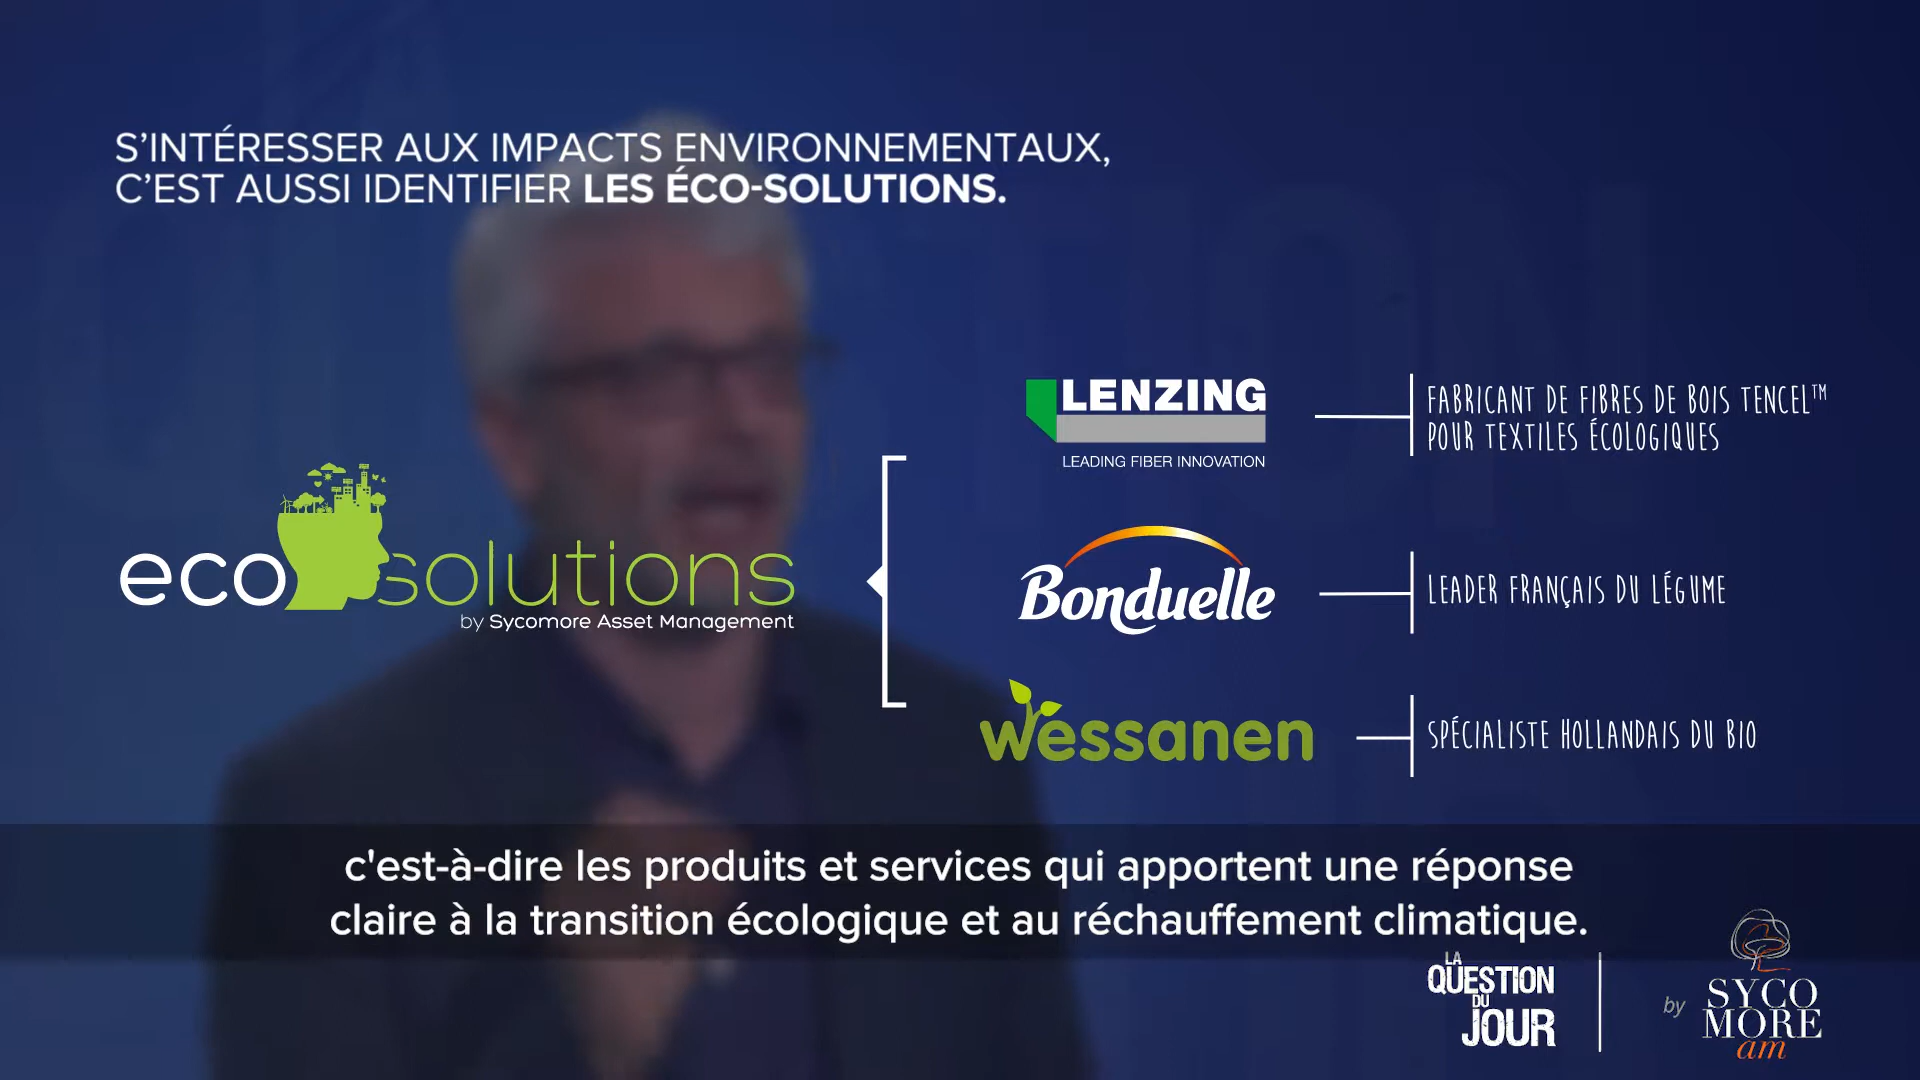 S'INTÉRESSER AUX IMPACTS ENVIRONNEMENTAUX,
C'EST AUSSI IDENTIFIER LES ÉCO-SOLUTIONS.
eco solutions
by Sycomore Asset Management
LENZING
LEADING FIBER INNOVATION
FABRICANT DE FIBRES DE BOIS TENCEL™
POUR TEXTILES ÉCOLOGIQUES
Bonduelle
LEADER FRANÇAIS DU LÉGUME
wessanen
SPÉCIALISTE HOLLANDAIS DU BIO
c'est-à-dire les produits et services qui apportent une réponse
claire à la transition écologique et au réchauffement climatique.
LA
QUESTION
DU
JOUR
by
SYCO
MORE
am